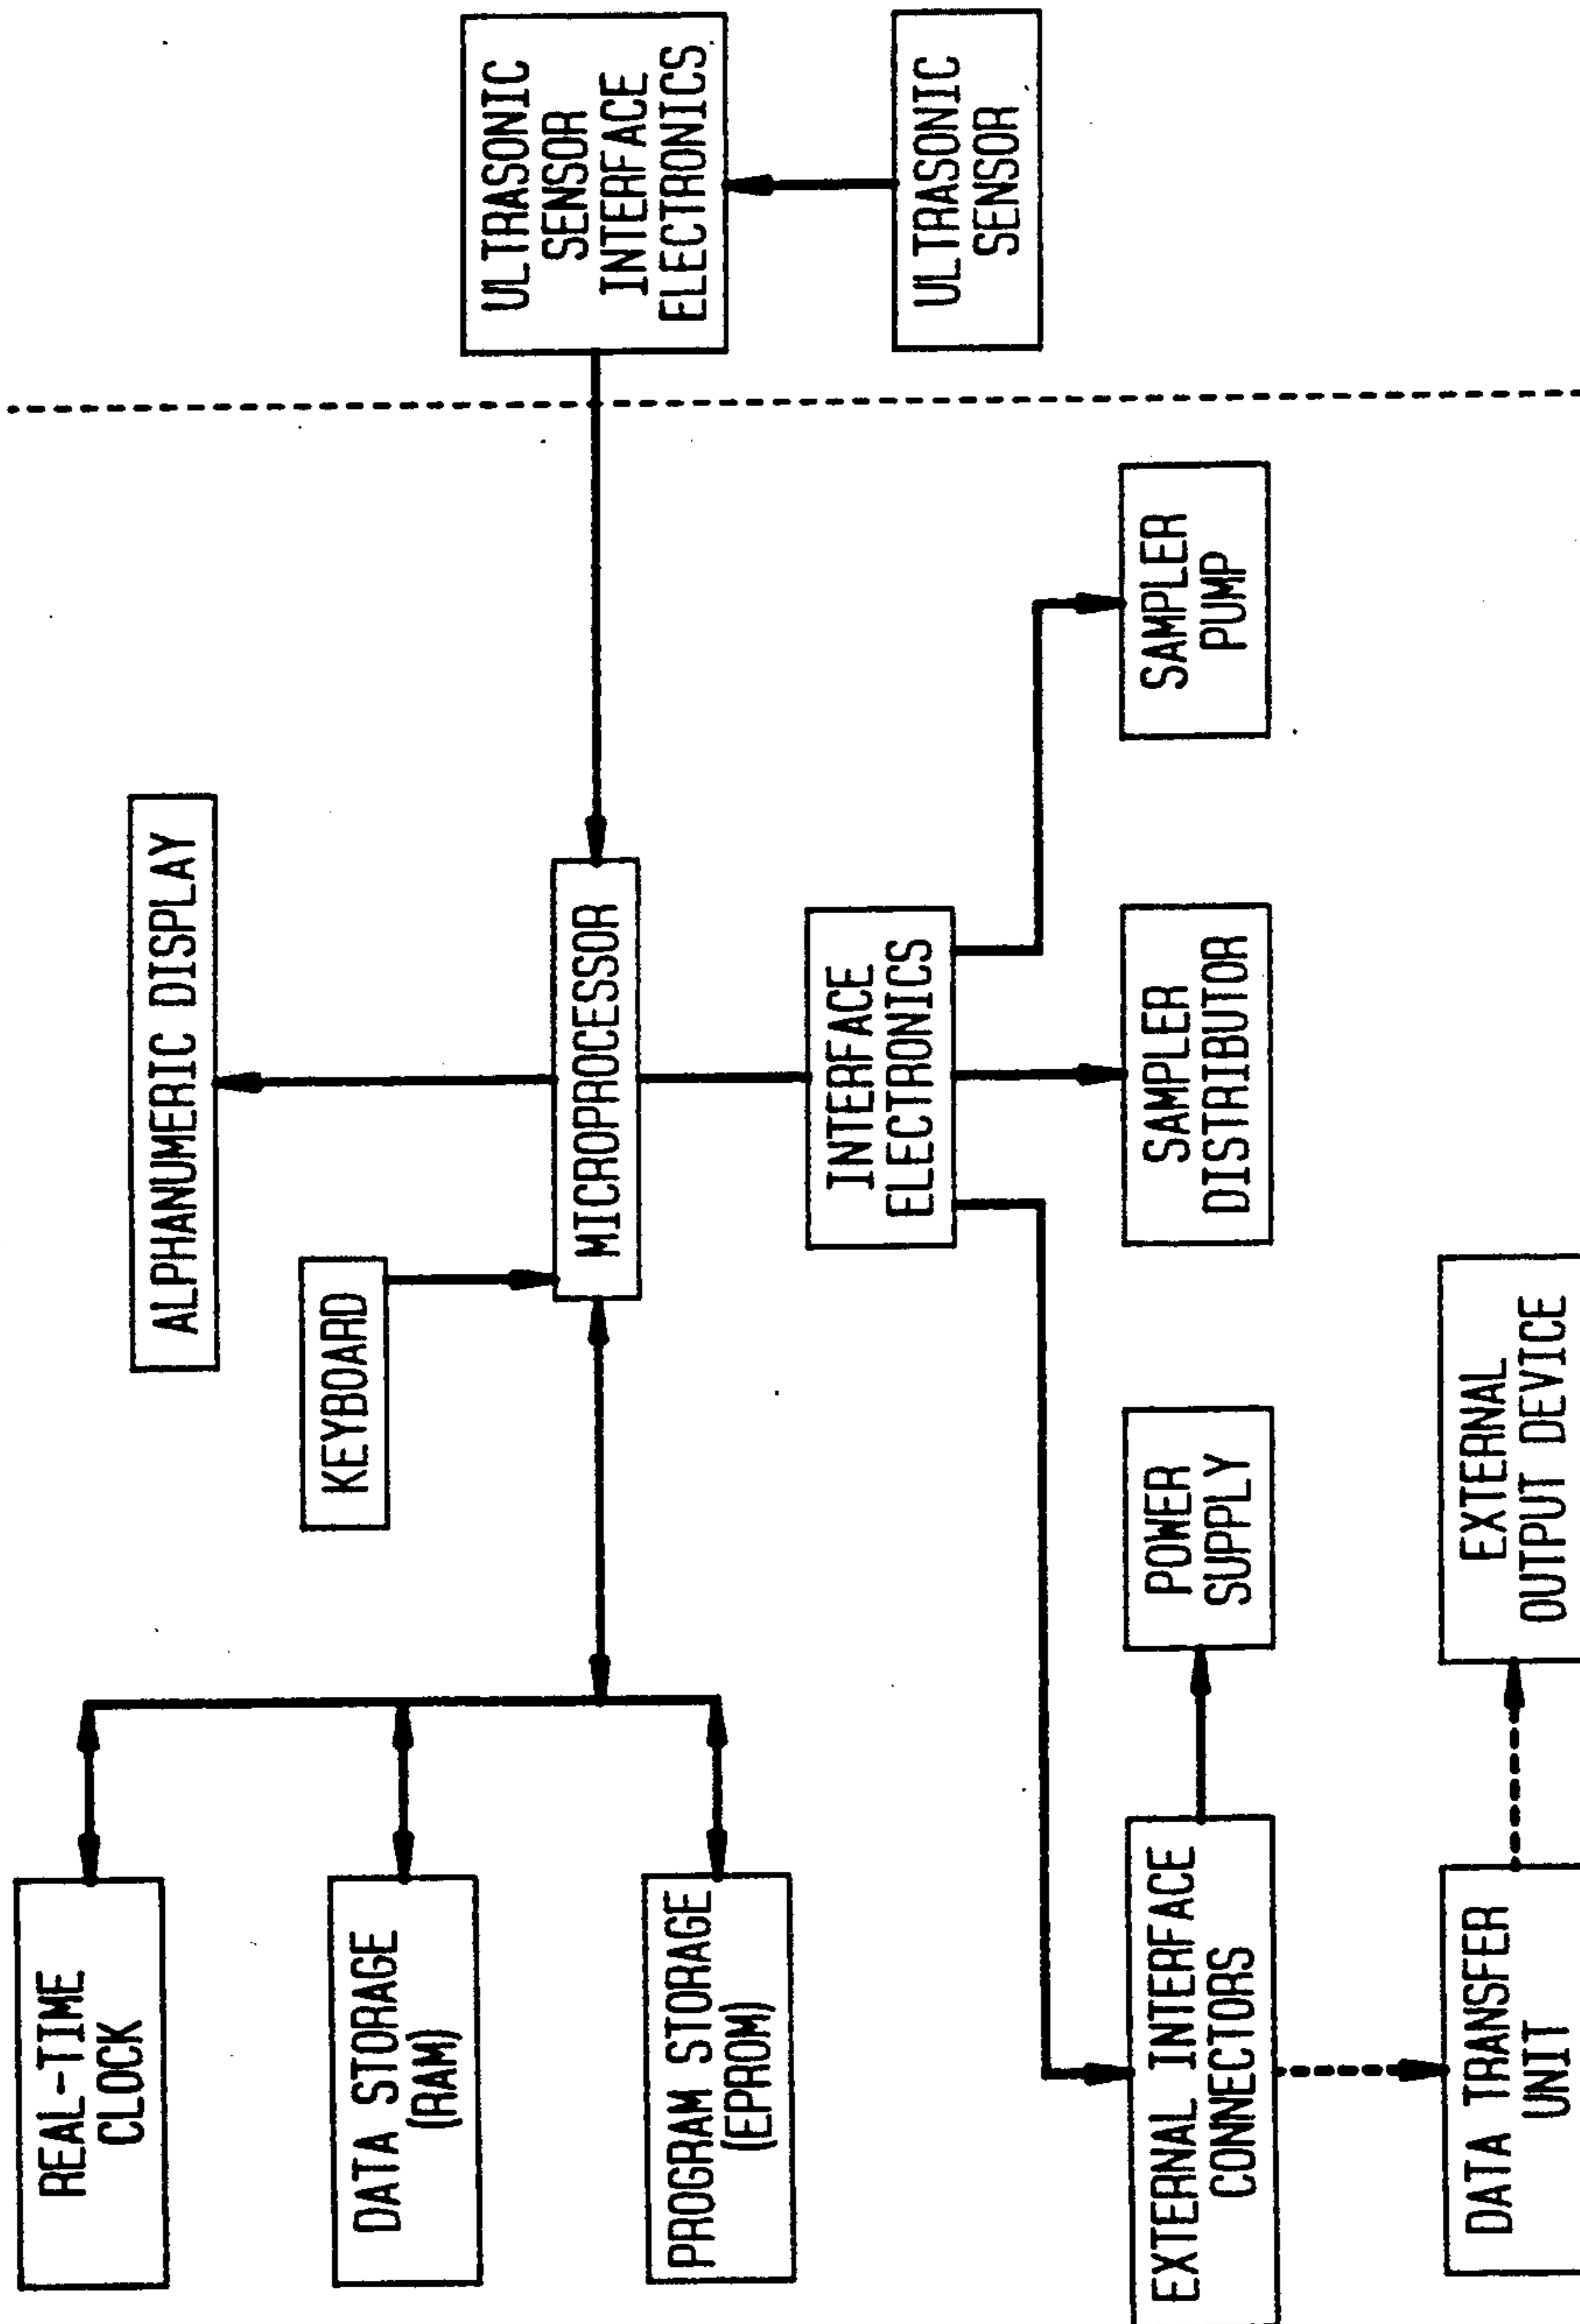 REAL-TIME
CLOCK
DATA STORAGE
(RAM)
PROGRAM STORAGE
(EPROM)
ALPHANUMERIC DISPLAY
KEYBOARD
MICROPROCESSOR
ULTRASONIC
SENSOR
INTERFACE
ELECTRONICS
ULTRASONIC
SENSOR
INTERFACE
ELECTRONICS
EXTERNAL INTERFACE
CONNECTORS
POWER
SUPPLY
SAMPLER
DISTRIBUTOR
SAMPLER
PUMP
DATA TRANSFER
UNIT
EXTERNAL
OUTPUT DEVICE